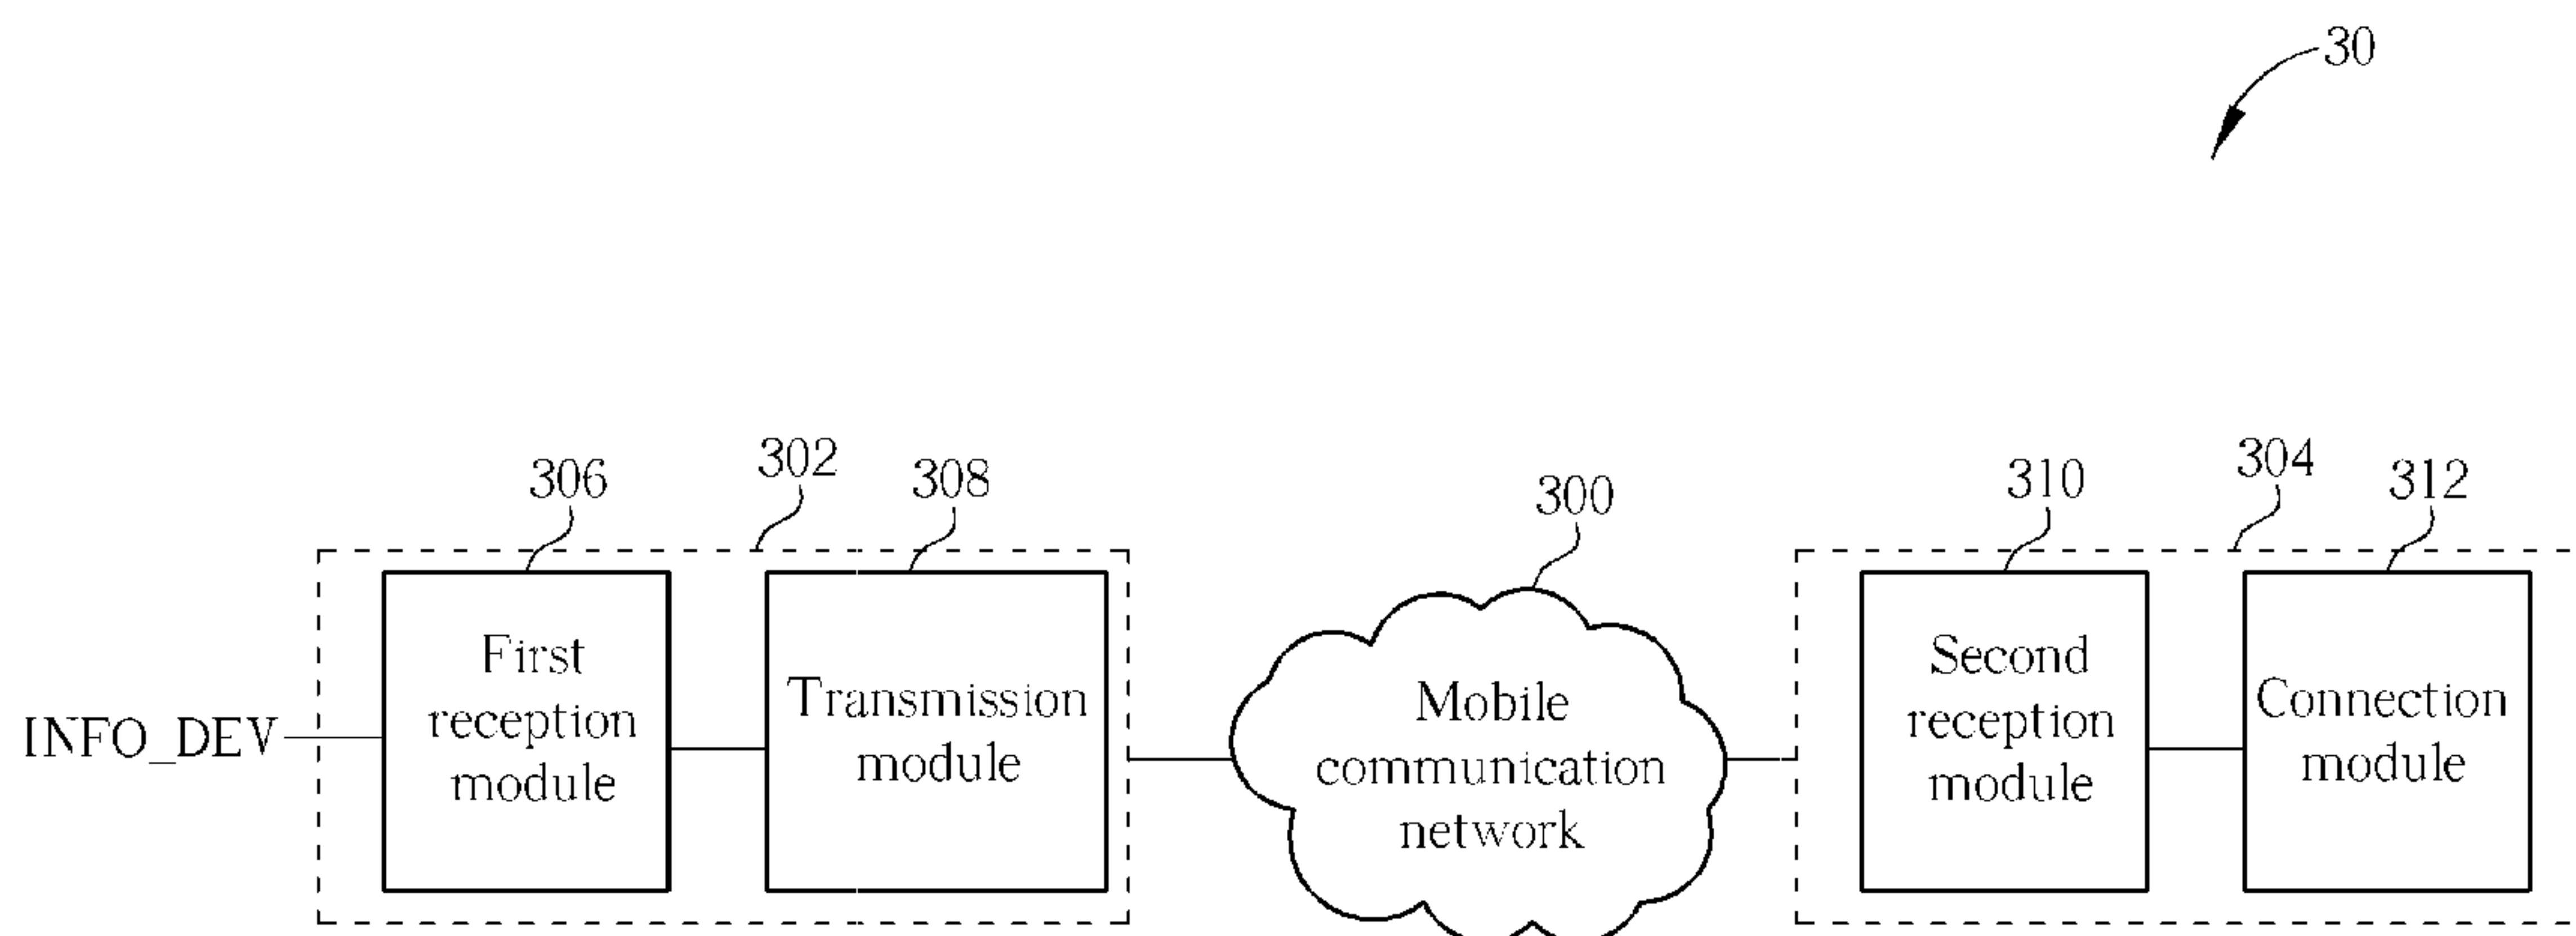 30
306
302
308
300
310
304
312
INFO_DEV
First
reception
module
Transmission
module
Mobile
communication
network
Second
reception
module
Connection
module